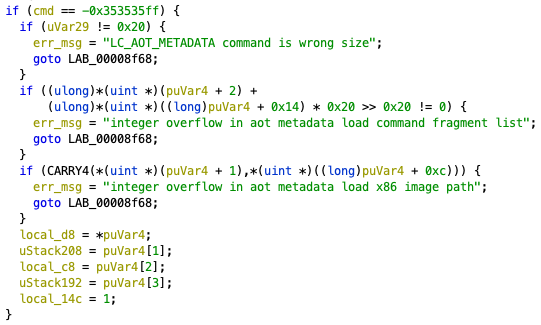 if (cmd == -0x353535ff) {
if (uVar29 != 0x20) {
err_msg = "LC_AOT_METADATA command is wrong size";
goto LAB_00008f68;
}
if ((ulong)*(uint *)(puVar4 + 2) +
(ulong)*(uint *)((long)puVar4 + 0x14) * 0x20 >> 0x20 != 0) {
err_msg = "integer overflow in aot metadata load command fragment list";
goto LAB_00008f68;
}
if (CARRY4(*(uint *)(puVar4 + 1),*(uint *)((long)puVar4 + 0xc))) {
err_msg = "integer overflow in aot metadata load x86 image path";
goto LAB_00008f68;
}
local_d8 = *puVar4;
uStack208 = puVar4[1];
local_c8 = puVar4[2];
uStack192 = puVar4[3];
local_14c = 1;
}